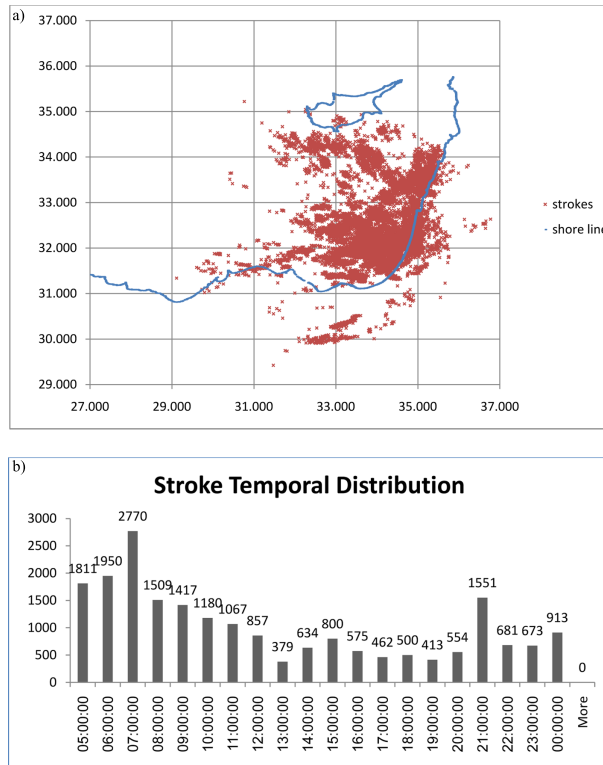 a)
37.000
36.000
35.000
34.000
33.000
32.000
31.000
30.000
29.000
27.000 29.000 31.000 33.000 35.000 37.000
strokes
shore line
b)
Stroke Temporal Distribution
3000
2500
2000
1500
1000
500
0
1811 1950 2770 1509 1417 1180 1067 857 379 634 800 575 462 500 413 554 1551 681 673 913 0
05:00:00 06:00:00 07:00:00 08:00:00 09:00:00 10:00:00 11:00:00 12:00:00 13:00:00 14:00:00 15:00:00 16:00:00 17:00:00 18:00:00 19:00:00 20:00:00 21:00:00 22:00:00 23:00:00 00:00:00 More